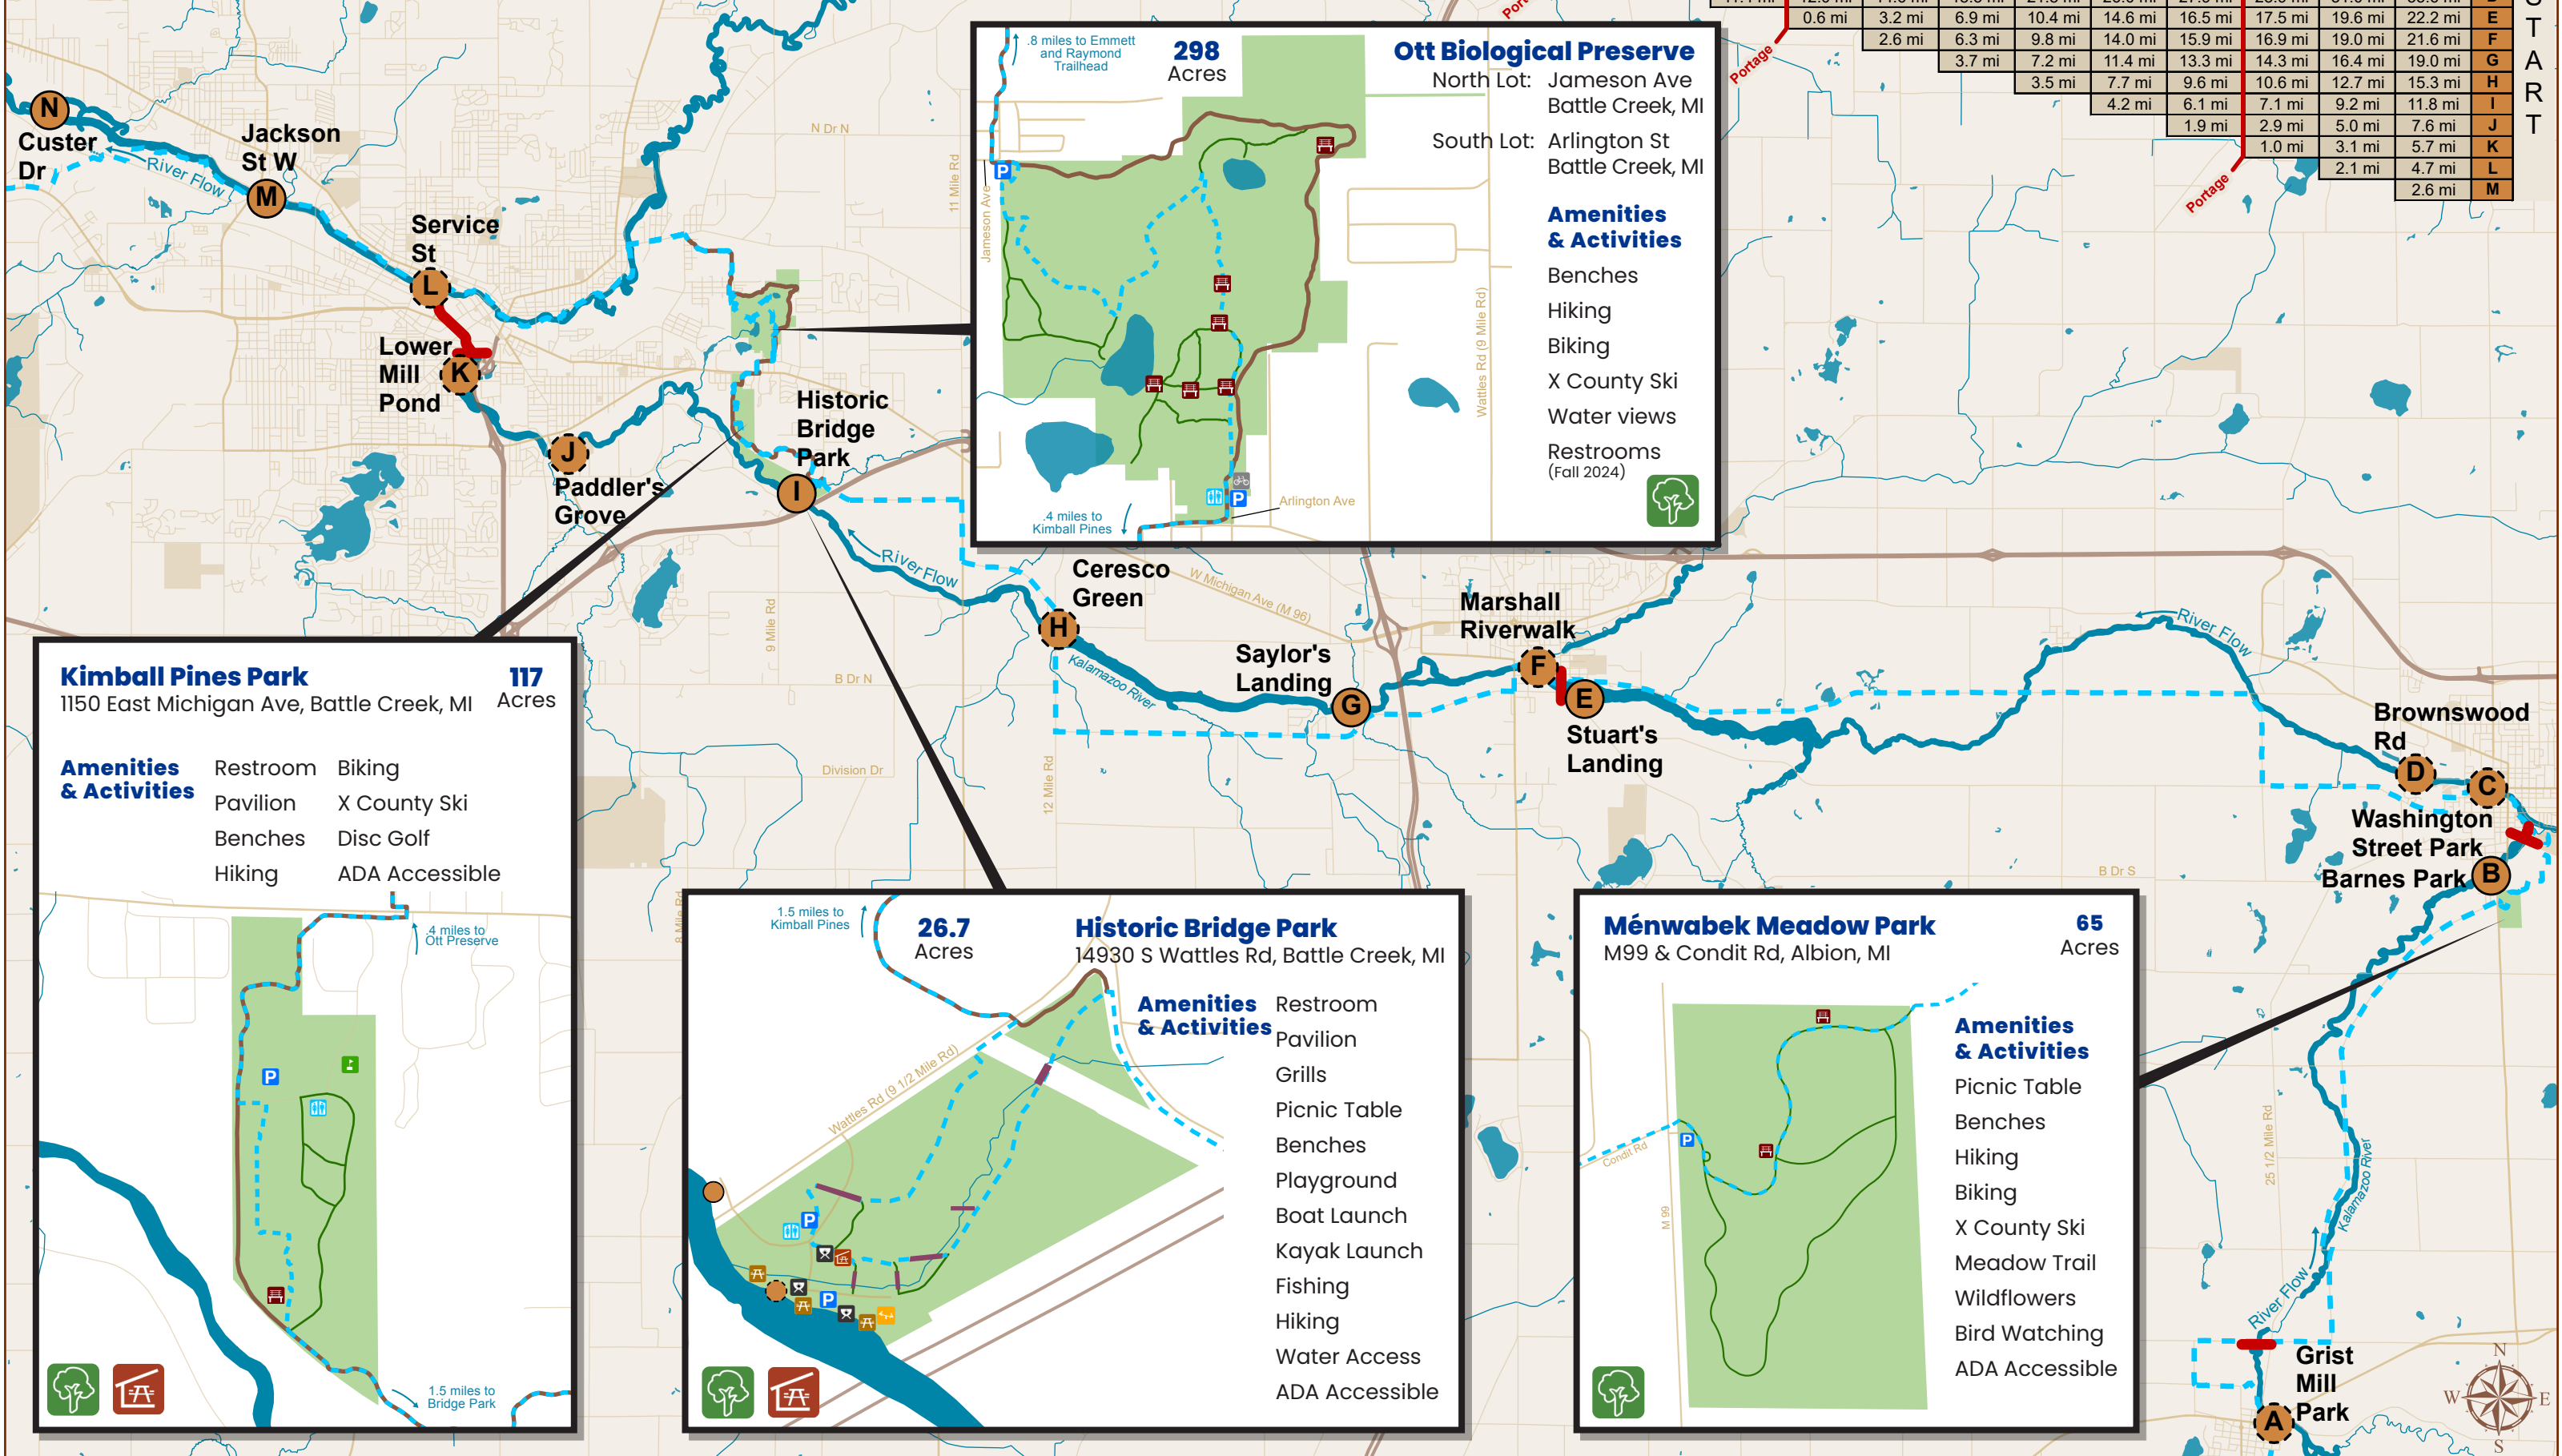 Portage
0.6 mi 3.2 mi 6.9 mi 10.4 mi 14.6 mi 16.5 mi 17.5 mi 19.6 mi 22.2 mi E
2.6 mi 6.3 mi 9.8 mi 14.0 mi 15.9 mi 16.9 mi 19.0 mi 21.6 mi F
3.7 mi 7.2 mi 11.4 mi 13.3 mi 14.3 mi 16.4 mi 19.0 mi G
3.5 mi 7.7 mi 9.6 mi 10.6 mi 12.7 mi 15.3 mi H
4.2 mi 6.1 mi 7.1 mi 9.2 mi 11.8 mi I
1.9 mi 2.9 mi 5.0 mi 7.6 mi J
1.0 mi 3.1 mi 5.7 mi K
2.1 mi 4.7 mi L
2.6 mi M
S
T
A
R
T
Portage
Portage
N
Custer
Dr
River Flow
Jackson
St W
M
Service
St
L
Lower
Mill
Pond
K
J
Paddler's
Grove
Historic
Bridge
Park
I
N Dr N
11 Mile Rd
River Flow
Ceresco
Green
H
Kalamazoo River
W Michigan Ave (M 96)
Saylor's
Landing
G
Marshall
Riverwalk
F
E
Stuart's
Landing
River Flow
Brownswood
Rd
D
C
Washington
Street Park
Barnes Park
B
B Dr S
B Dr N
9 Mile Rd
Division Dr
12 Mile Rd
8 Mile Rd
25 1/2 Mile Rd
Kalamazoo River
River Flow
Grist
Mill
Park
A
N
W
E
S
.8 miles to Emmett
and Raymond
Trailhead
298
Acres
Ott Biological Preserve
North Lot: Jameson Ave
Battle Creek, MI
South Lot: Arlington St
Battle Creek, MI
Amenities
& Activities
Benches
Hiking
Biking
X County Ski
Water views
Restrooms
(Fall 2024)
P
Jameson Ave
Wattles Rd (9 Mile Rd)
P
Arlington Ave
.4 miles to
Kimball Pines
Kimball Pines Park
1150 East Michigan Ave, Battle Creek, MI
117
Acres
Amenities
& Activities
Restroom
Pavilion
Benches
Hiking
Biking
X County Ski
Disc Golf
ADA Accessible
.4 miles to
Ott Preserve
P
1.5 miles to
Bridge Park
1.5 miles to
Kimball Pines
26.7
Acres
Historic Bridge Park
14930 S Wattles Rd, Battle Creek, MI
Amenities
& Activities
Restroom
Pavilion
Grills
Picnic Table
Benches
Playground
Boat Launch
Kayak Launch
Fishing
Hiking
Water Access
ADA Accessible
Wattles Rd (9 1/2 Mile Rd)
P
P
Ménwabek Meadow Park
M99 & Condit Rd, Albion, MI
65
Acres
Amenities
& Activities
Picnic Table
Benches
Hiking
Biking
X County Ski
Meadow Trail
Wildflowers
Bird Watching
ADA Accessible
P
Condit Rd
M 99